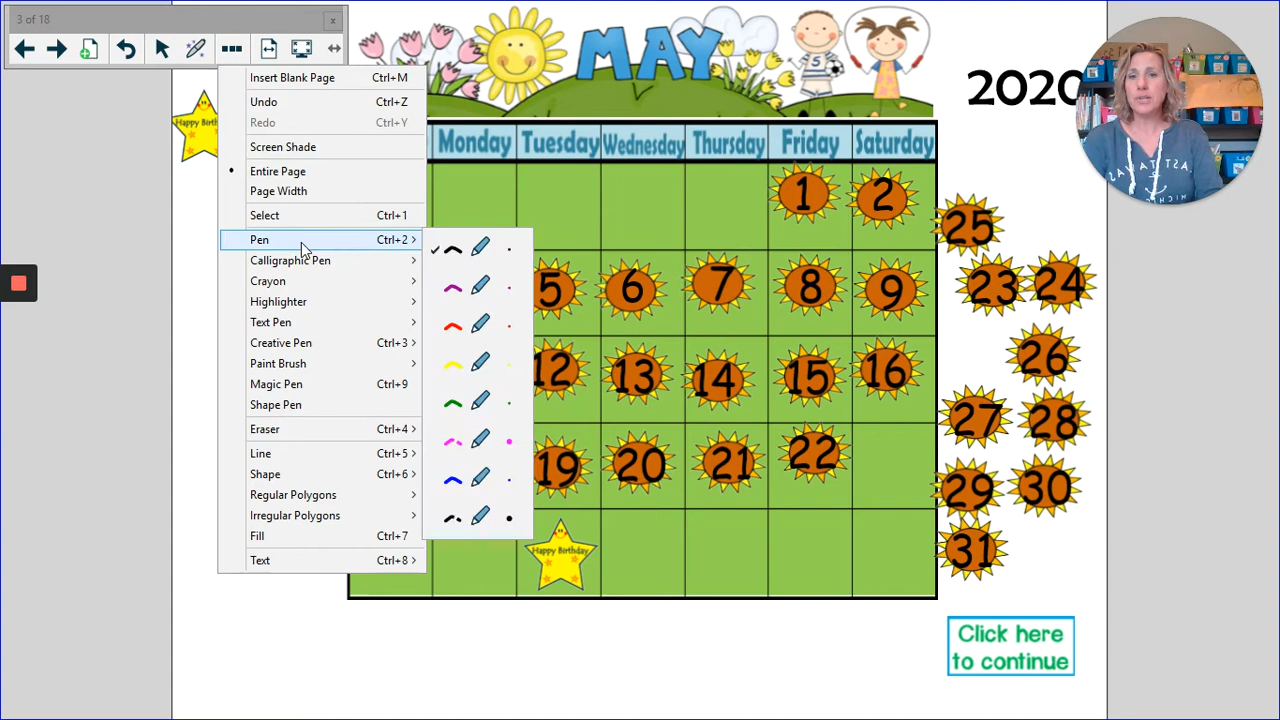 3 of 18
x
Insert Blank Page Ctrl+M
Undo Ctrl+Z
Redo Ctrl+Y
Screen Shade
Entire Page
Page Width
Select Ctrl+1
Pen Ctrl+2
Calligraphic Pen
Crayon
Highlighter
Text Pen
Creative Pen Ctrl+3
Paint Brush
Magic Pen Ctrl+9
Shape Pen
Eraser Ctrl+4
Line Ctrl+5
Shape Ctrl+6
Regular Polygons
Irregular Polygons
Fill Ctrl+7
Text Ctrl+8
MAY
2020
Happy Birthd
Monday Tuesday Wednesday Thursday Friday Saturday
1 2
5 6 7 8 9
12 13 14 15 16
19 20 21 22
Happy Birthday
25
23 24
26
27 28
29 30
31
Click here
to continue